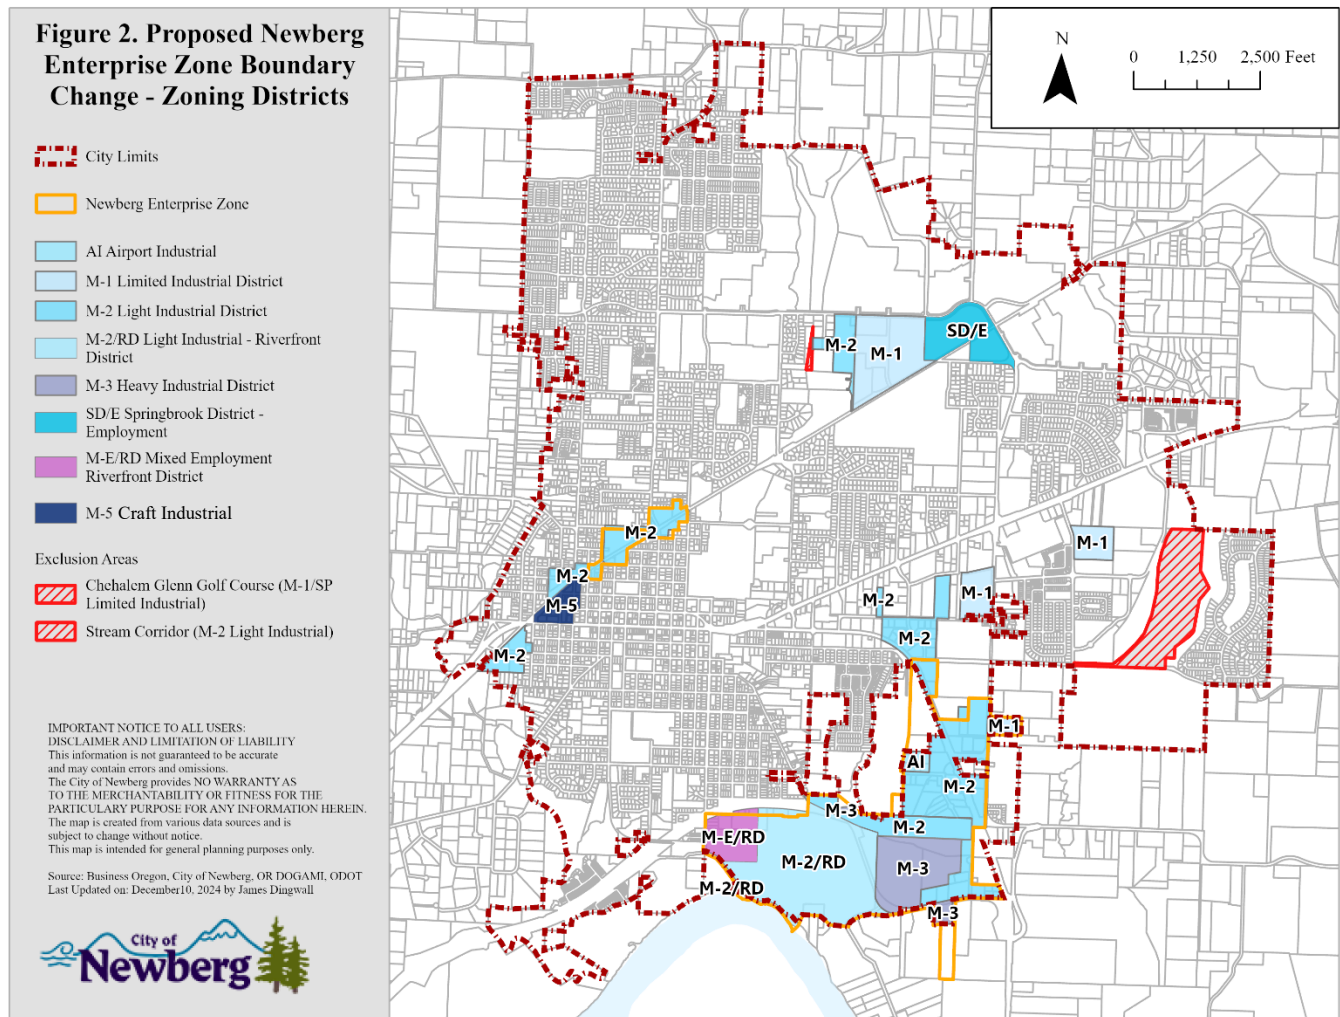 Figure 2. Proposed Newberg
Enterprise Zone Boundary
Change - Zoning Districts
City Limits
Newberg Enterprise Zone
AI Airport Industrial
M-1 Limited Industrial District
M-2 Light Industrial District
M-2/RD Light Industrial - Riverfront
District
M-3 Heavy Industrial District
SD/E Springbrook District -
Employment
M-E/RD Mixed Employment
Riverfront District
M-5 Craft Industrial
Exclusion Areas
Chehalem Glenn Golf Course (M-1/SP
Limited Industrial)
Stream Corridor (M-2 Light Industrial)
IMPORTANT NOTICE TO ALL USERS:
DISCLAIMER AND LIMITATION OF LIABILITY
This information is not guaranteed to be accurate
and may contain errors and omissions.
The City of Newberg provides NO WARRANTY AS
TO THE MERCHANTABILITY OR FITNESS FOR THE
PARTICULARY PURPOSE FOR ANY INFORMATION HEREIN.
The map is created from various data sources and is
subject to change without notice.
This map is intended for general planning purposes only.
Source: Business Oregon, City of Newberg, OR DOGAMI, ODOT
Last Updated on: December10, 2024 by James Dingwall
City of
Newberg
N
0 1,250 2,500 Feet
SD/E
M-2
M-1
M-2
M-1
M-2
M-5
M-2
M-1
M-2
M-2
M-1
AI
M-2
M-3
M-2
M-E/RD
M-2/RD
M-3
M-2/RD
M-3